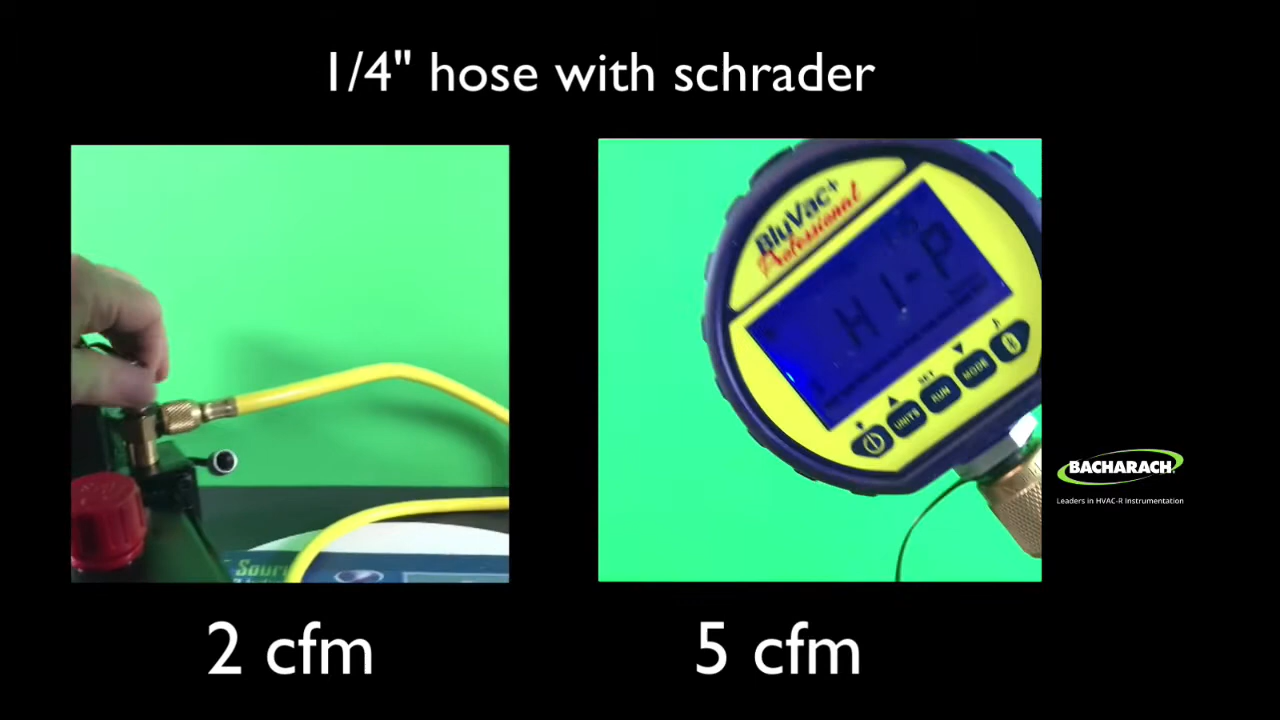 1/4" hose with schrader
BluVac+
Professional
HI-P
SET
UNITS
RUN
MODE
BACHARACH
Leaders in HVAC-R Instrumentation
2 cfm
5 cfm